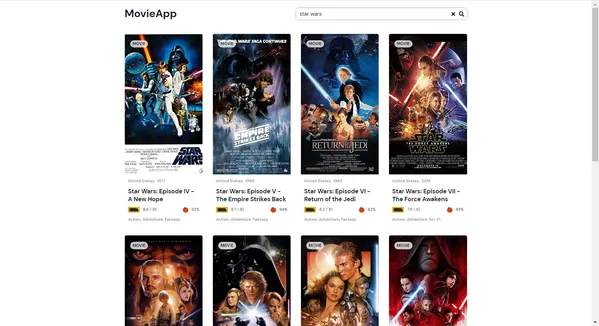 MovieApp
star wars
MOVIE
MOVIE
MOVIE
MOVIE
THE STAR WARS SAGA CONTINUES
STAR WARS
THE EMPIRE STRIKES BACK
RETURN OF THE JEDI
STAR WARS
THE FORCE AWAKENS
United States, 1977
United States, 1980
United States, 1983
United States, 2015
Star Wars: Episode IV -
A New Hope
Star Wars: Episode V -
The Empire Strikes Back
Star Wars: Episode VI -
Return of the Jedi
Star Wars: Episode VII -
The Force Awakens
8.6 / 10
92%
8.7 / 10
94%
8.3 / 10
82%
7.8 / 10
93%
Action, Adventure, Fantasy
Action, Adventure, Fantasy
Action, Adventure, Fantasy
Action, Adventure, Sci-Fi
MOVIE
MOVIE
MOVIE
MOVIE